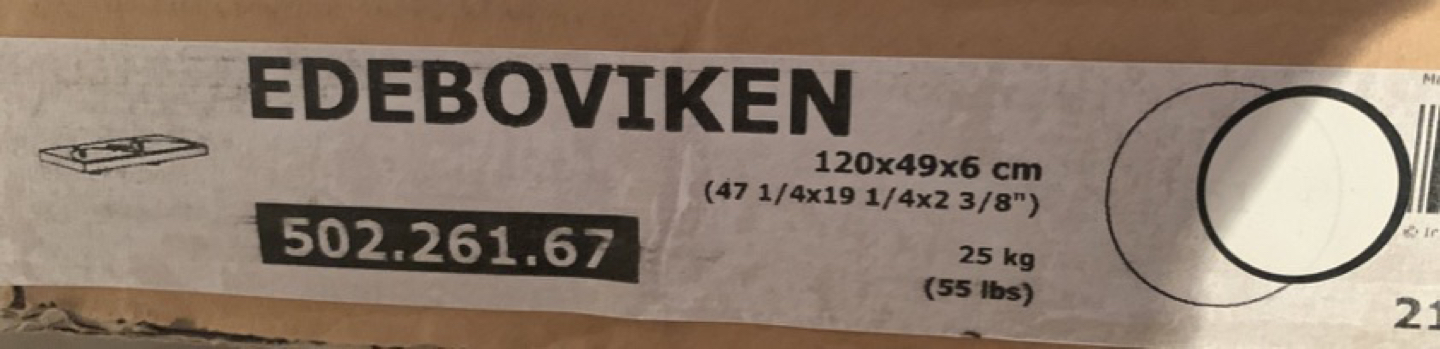 EDEBOVIKEN
120x49x6 cm
(47 1/4x19 1/4x2 3/8")
502.261.67
25 kg
(55 lbs)
21